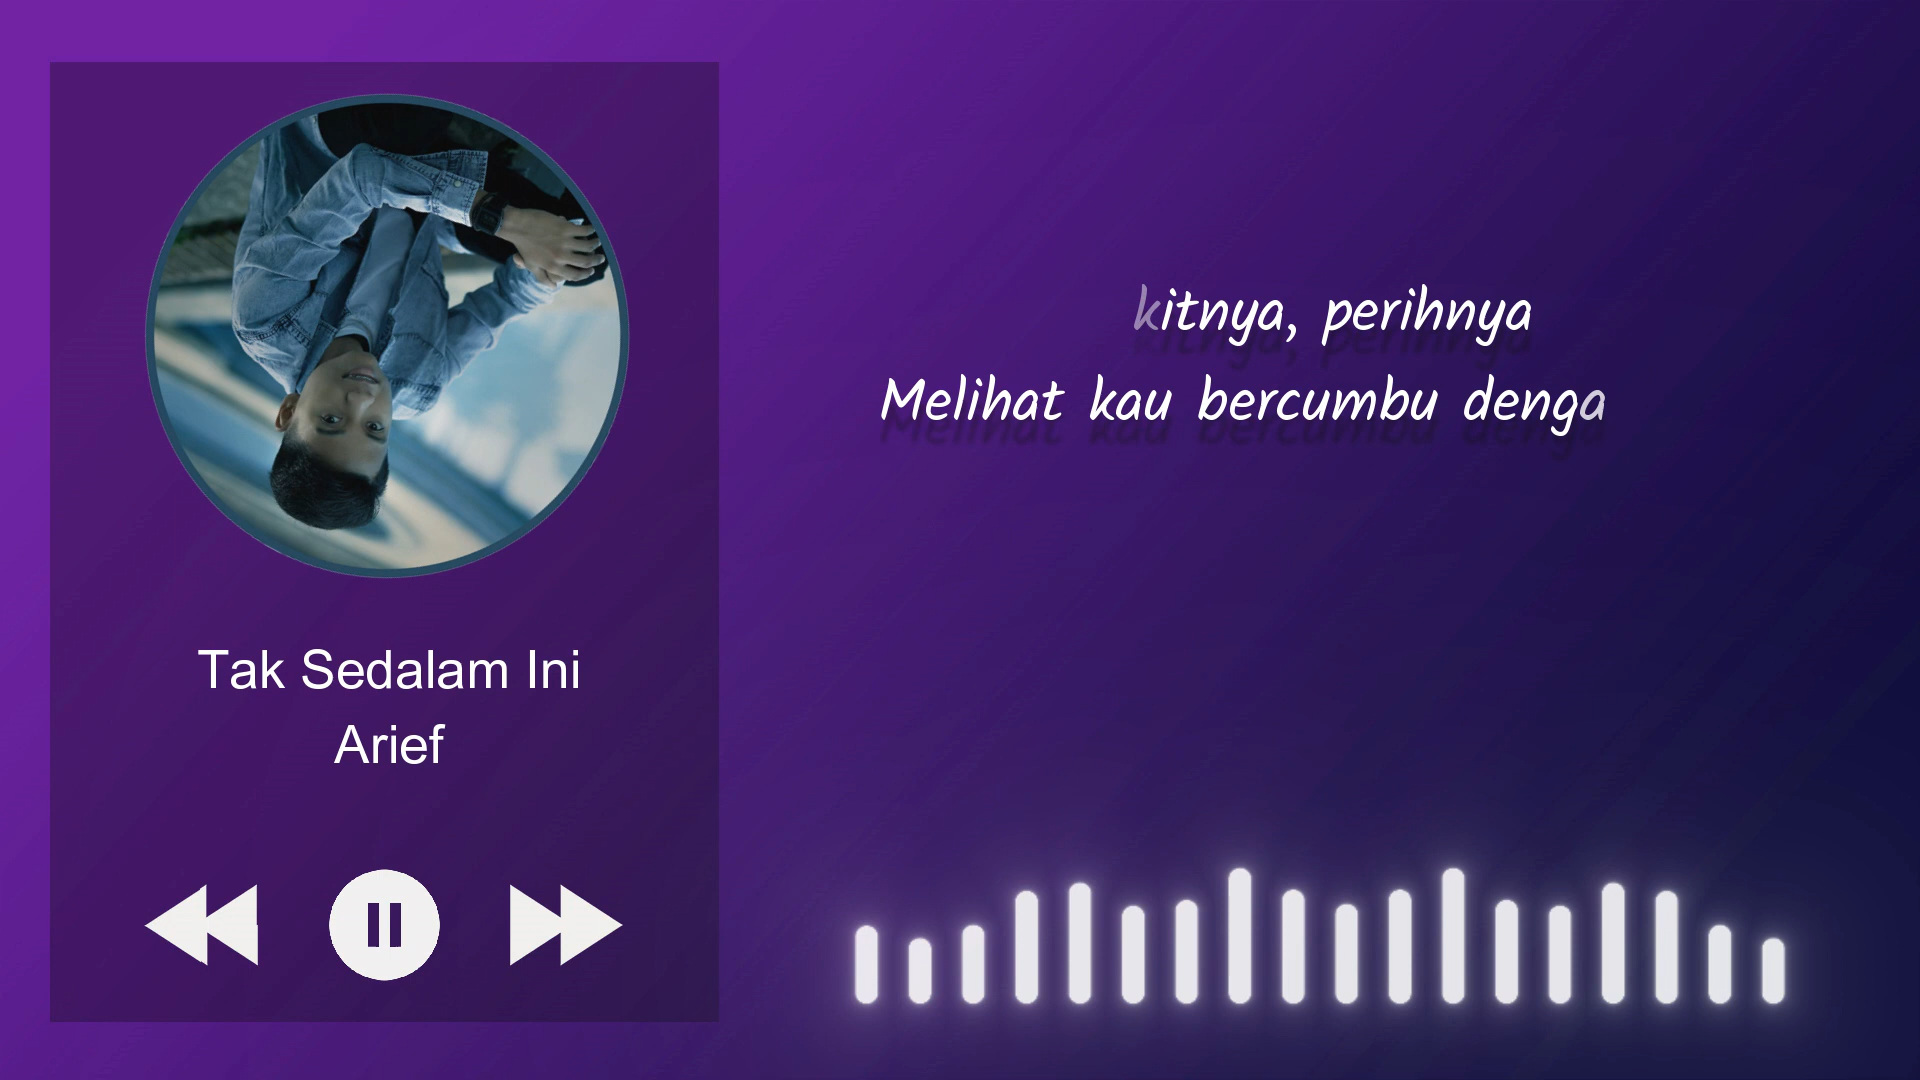 kitnya, perihnya
Melihat kau bercumbu denga
Tak Sedalam Ini
Arief